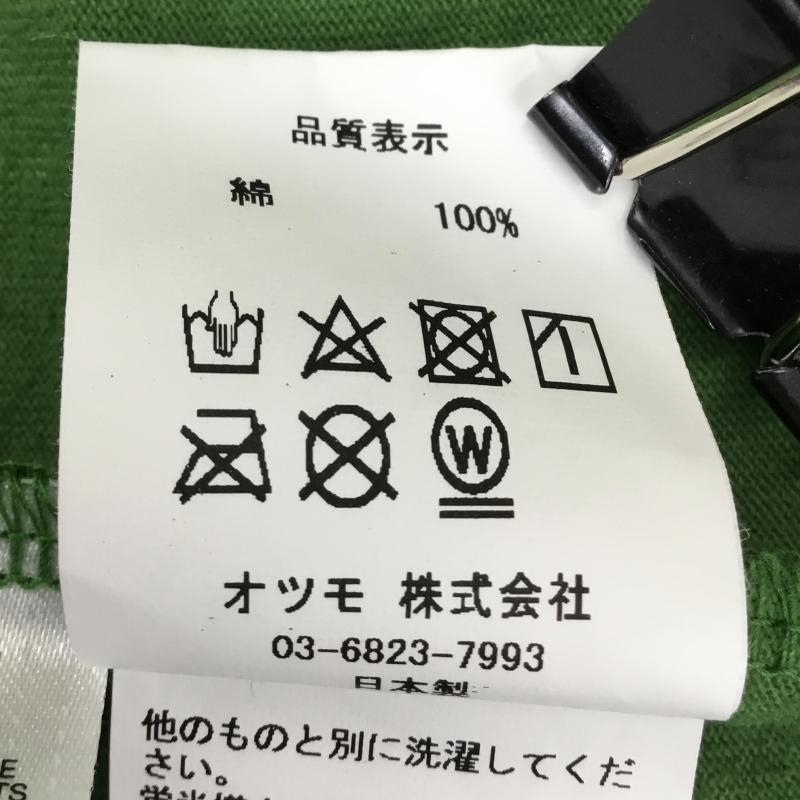 品質表示
綿 100%
W
オツモ 株式会社
03-6823-7993
日本製
他のものと別に洗濯してくだ
さい。